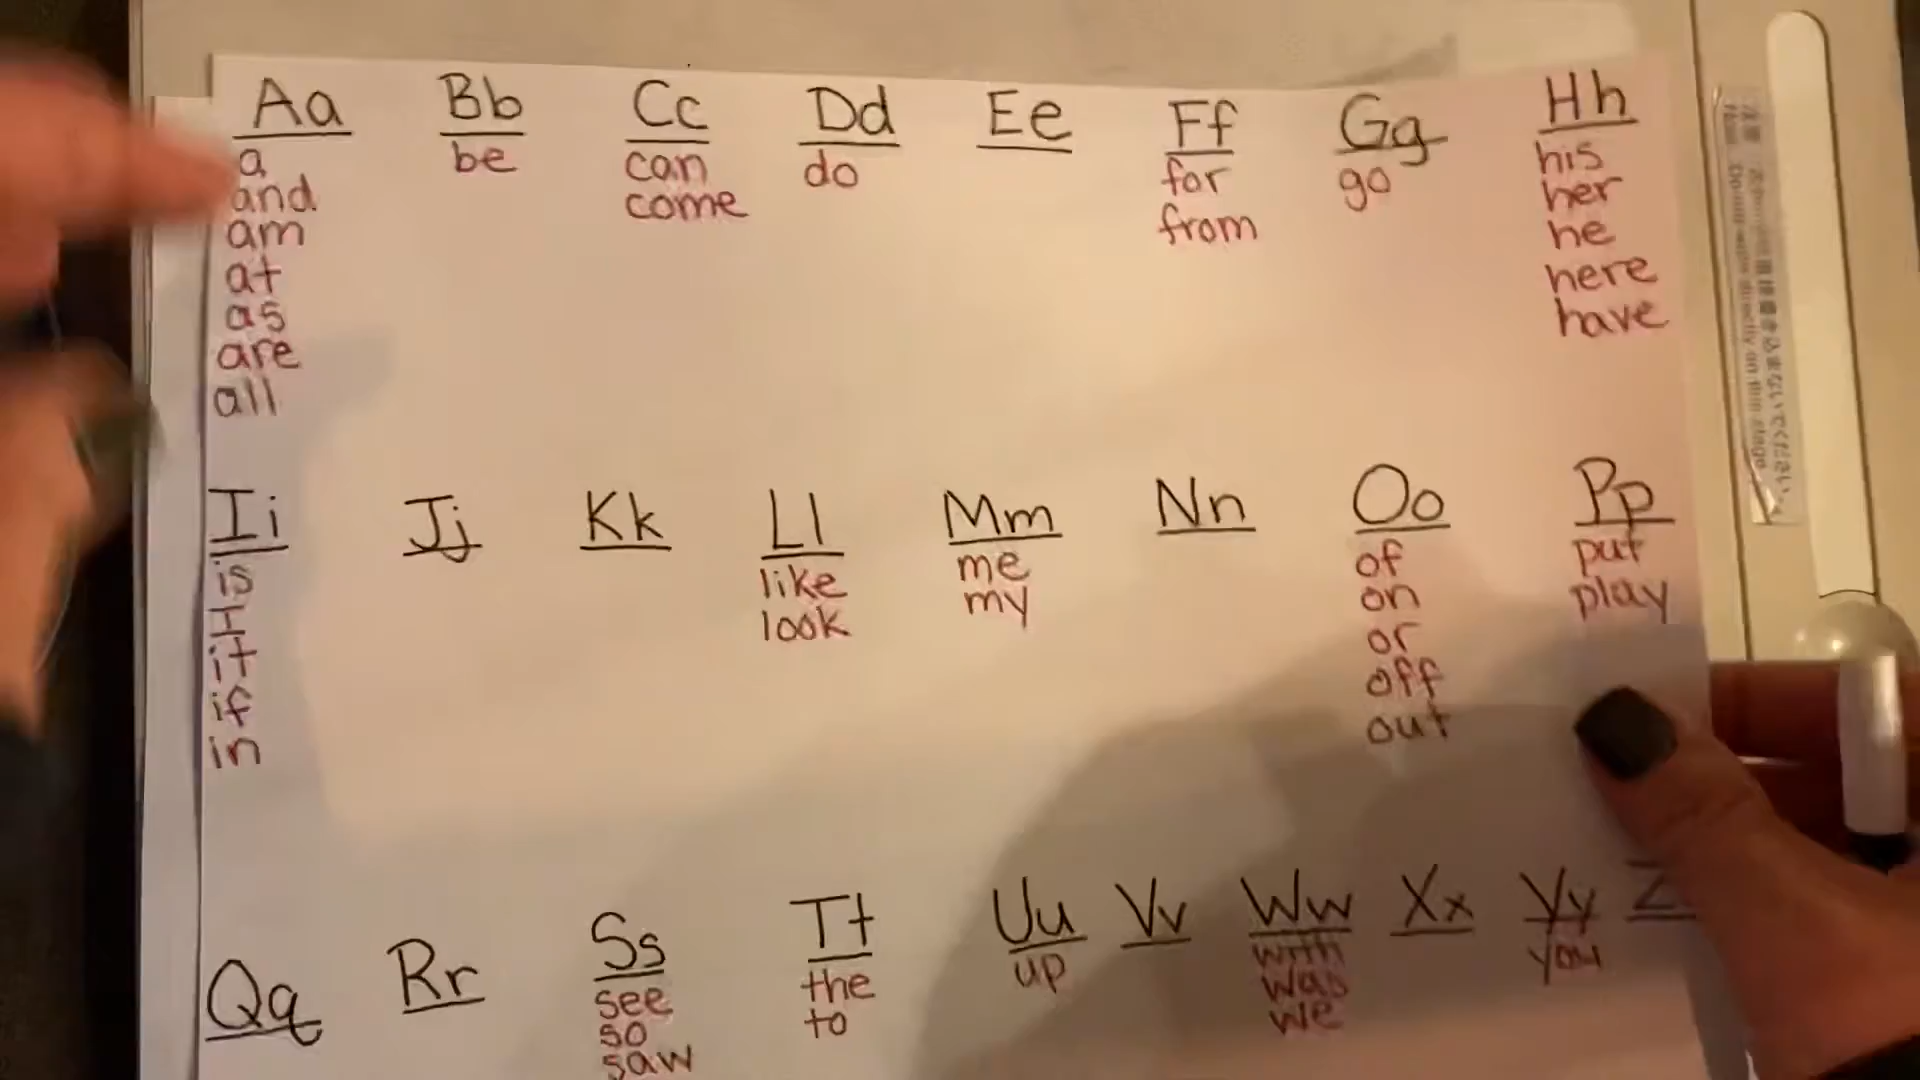 Aa Bb Cc Dd Ee Ff Gg Hh
a
and
am
at
as
are
all
be
can
come
do
for
from
go
his
her
he
here
have
Ii Jj Kk Ll Mm Nn Oo Pp
is
I
it
if
in
like
look
me
my
of
on
or
off
out
put
play
Qq Rr Ss Tt Uu Vv Ww Xx Yy Z
see
so
saw
the
to
up
with
was
we
you